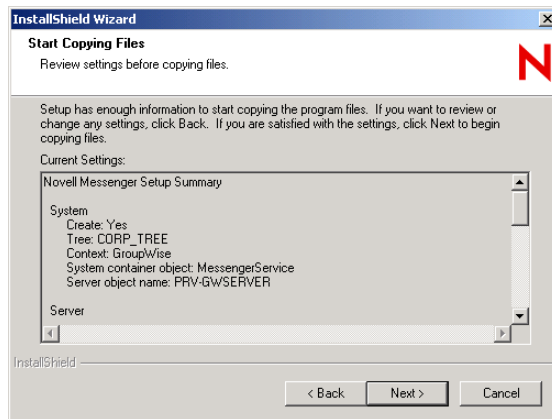 InstallShield Wizard
Start Copying Files
Review settings before copying files.
N
Setup has enough information to start copying the program files. If you want to review or
change any settings, click Back. If you are satisfied with the settings, click Next to begin
copying files.
Current Settings:
Novell Messenger Setup Summary
System
Create: Yes
Tree: CORP_TREE
Context: GroupWise
System container object: MessengerService
Server object name: PRV-GWSERVER
Server
InstallShield
< Back Next > Cancel